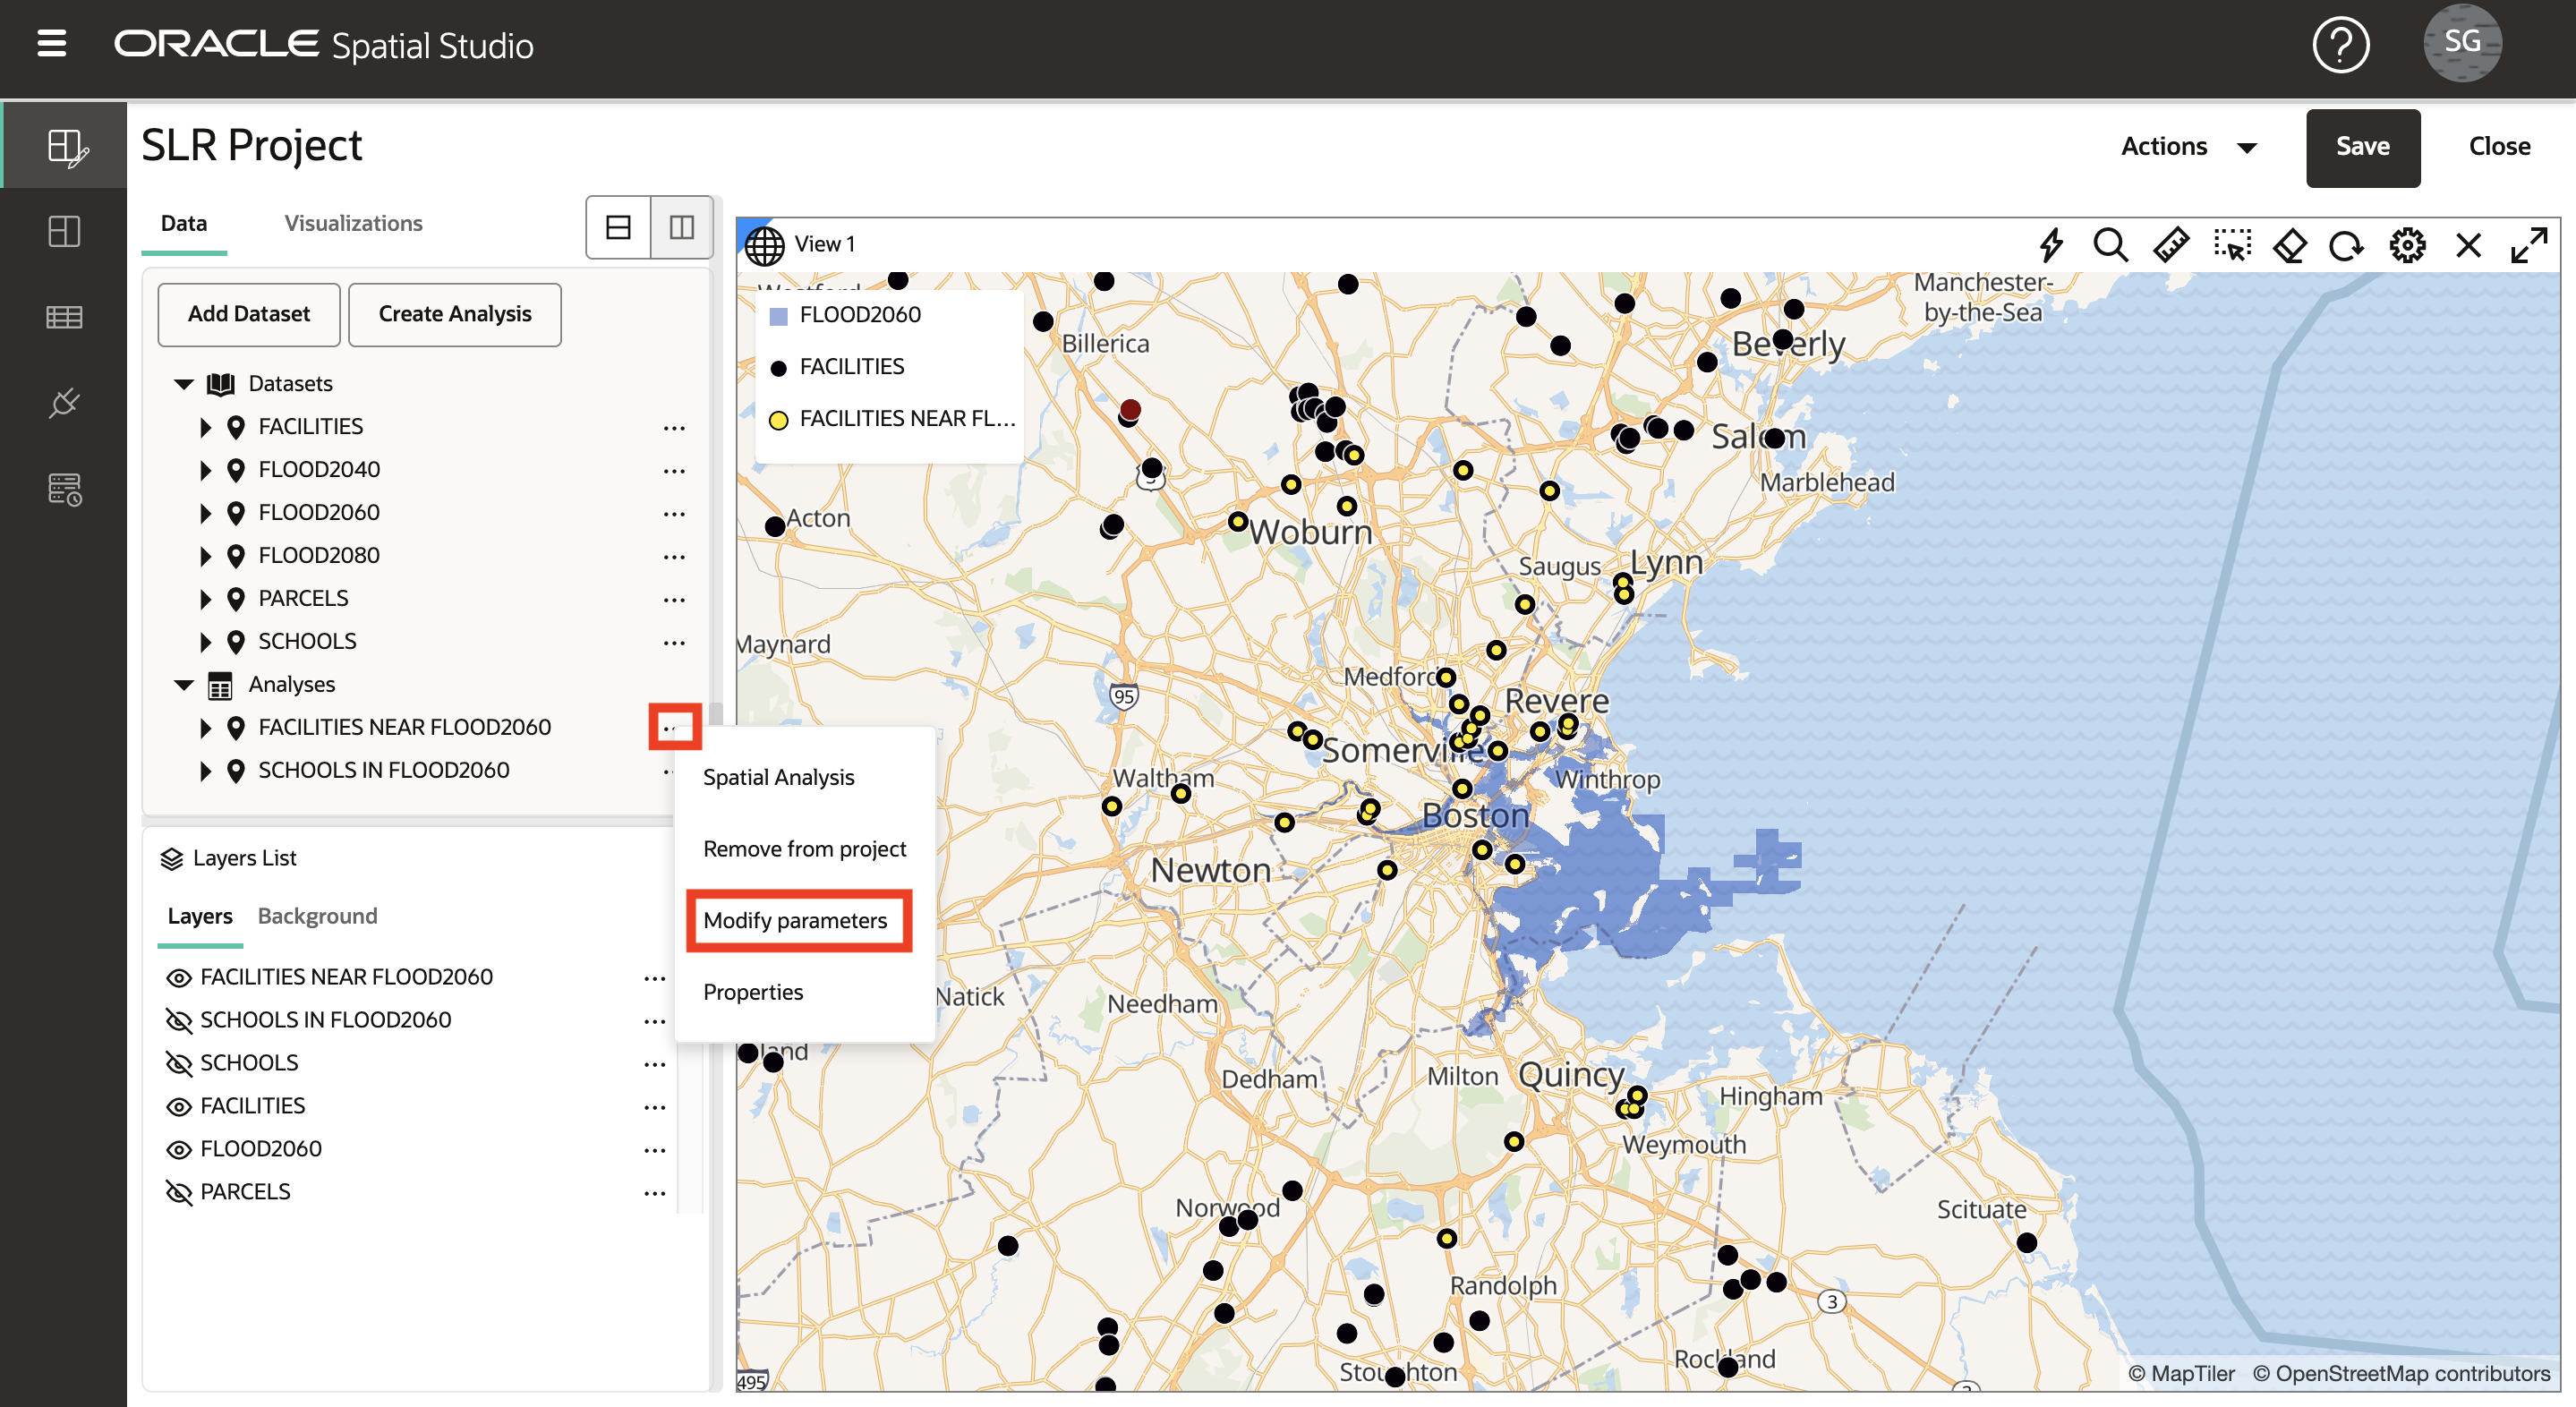 ORACLE Spatial Studio
SG
SLR Project
Actions
Save
Close
Data
Visualizations
Add Dataset
Create Analysis
Datasets
FACILITIES
FLOOD2040
FLOOD2060
FLOOD2080
PARCELS
SCHOOLS
Analyses
FACILITIES NEAR FLOOD2060
SCHOOLS IN FLOOD2060
Spatial Analysis
Remove from project
Modify parameters
Properties
Layers List
Layers
Background
FACILITIES NEAR FLOOD2060
SCHOOLS IN FLOOD2060
SCHOOLS
FACILITIES
FLOOD2060
PARCELS
View 1
FLOOD2060
FACILITIES
FACILITIES NEAR FL...
Manchester-
by-the-Sea
Billerica
Beverly
Salem
Marblehead
Acton
Woburn
Saugus
Lynn
Maynard
Medford
95
Revere
Somerville
Waltham
Winthrop
Boston
Newton
Natick
Needham
land
Dedham
Milton
Quincy
Hingham
Weymouth
Norwood
Scituate
Randolph
3
Stoughton
Rockland
495
© MapTiler © OpenStreetMap contributors